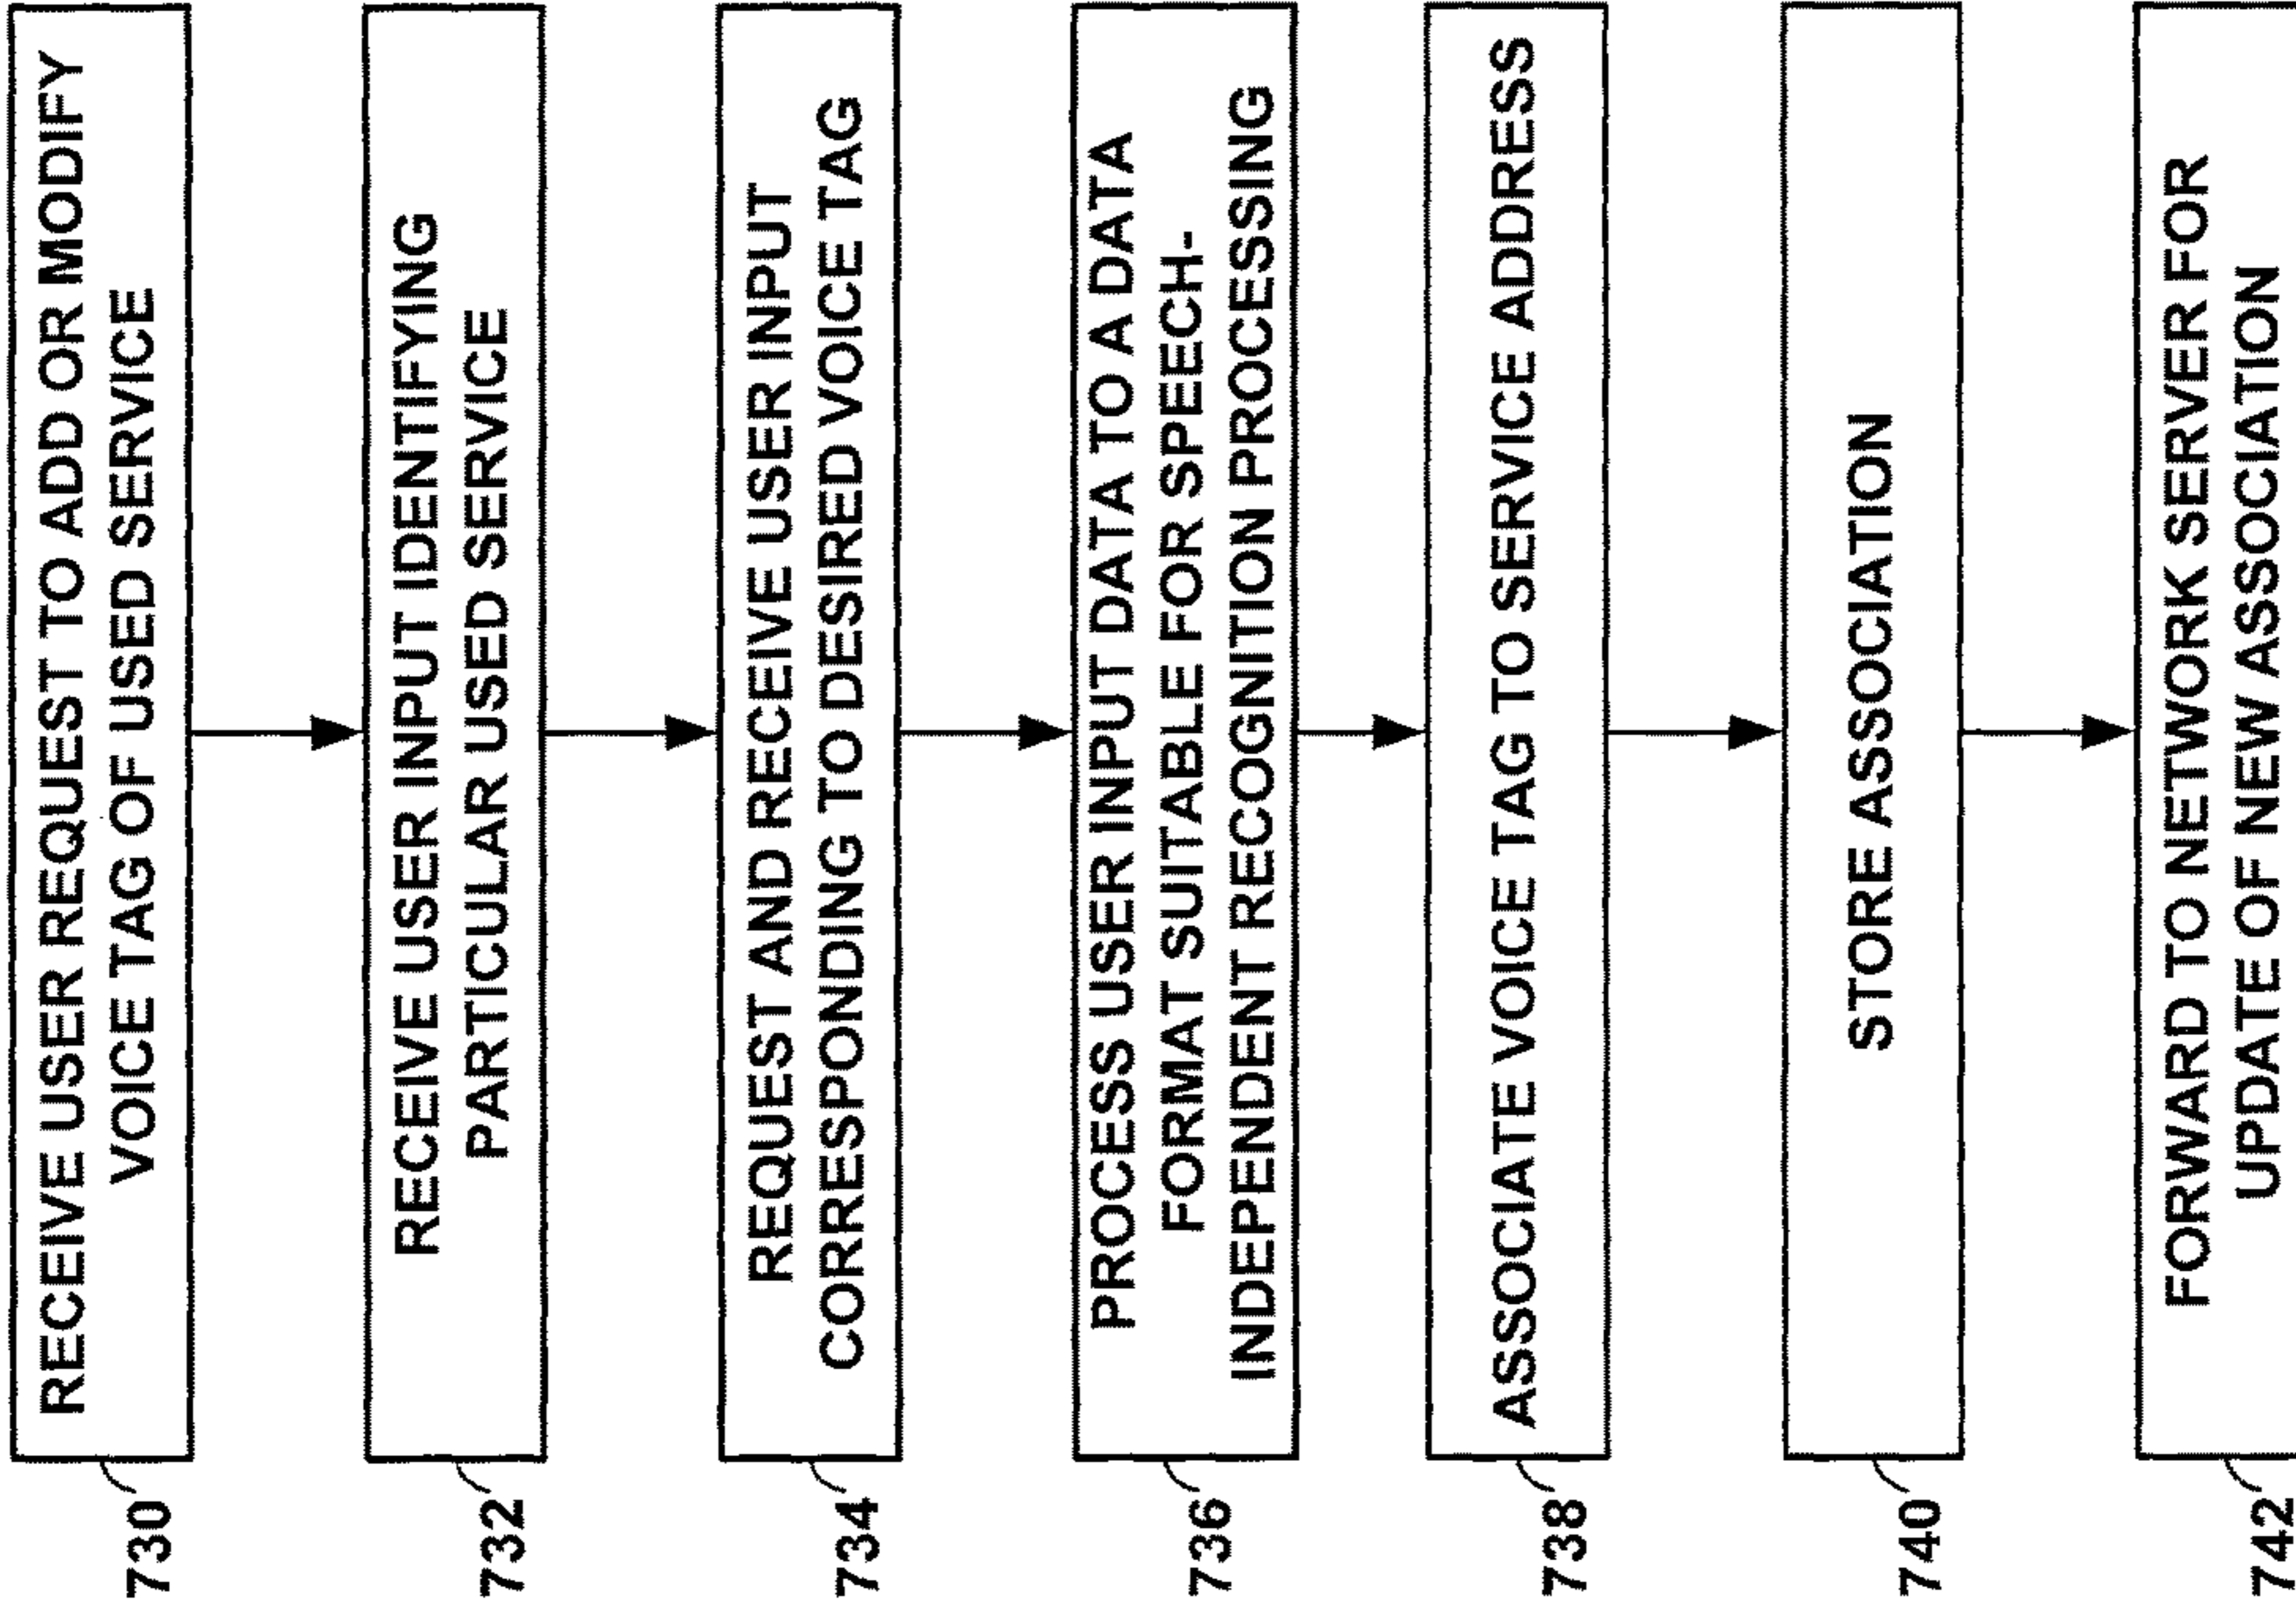 RECEIVE USER REQUEST TO ADD OR MODIFY
VOICE TAG OF USED SERVICE
730
RECEIVE USER INPUT IDENTIFYING
PARTICULAR USED SERVICE
732
REQUEST AND RECEIVE USER INPUT
CORRESPONDING TO DESIRED VOICE TAG
734
PROCESS USER INPUT DATA TO A DATA
FORMAT SUITABLE FOR SPEECH-
INDEPENDENT RECOGNITION PROCESSING
736
ASSOCIATE VOICE TAG TO SERVICE ADDRESS
738
STORE ASSOCIATION
740
FORWARD TO NETWORK SERVER FOR
UPDATE OF NEW ASSOCIATION
742